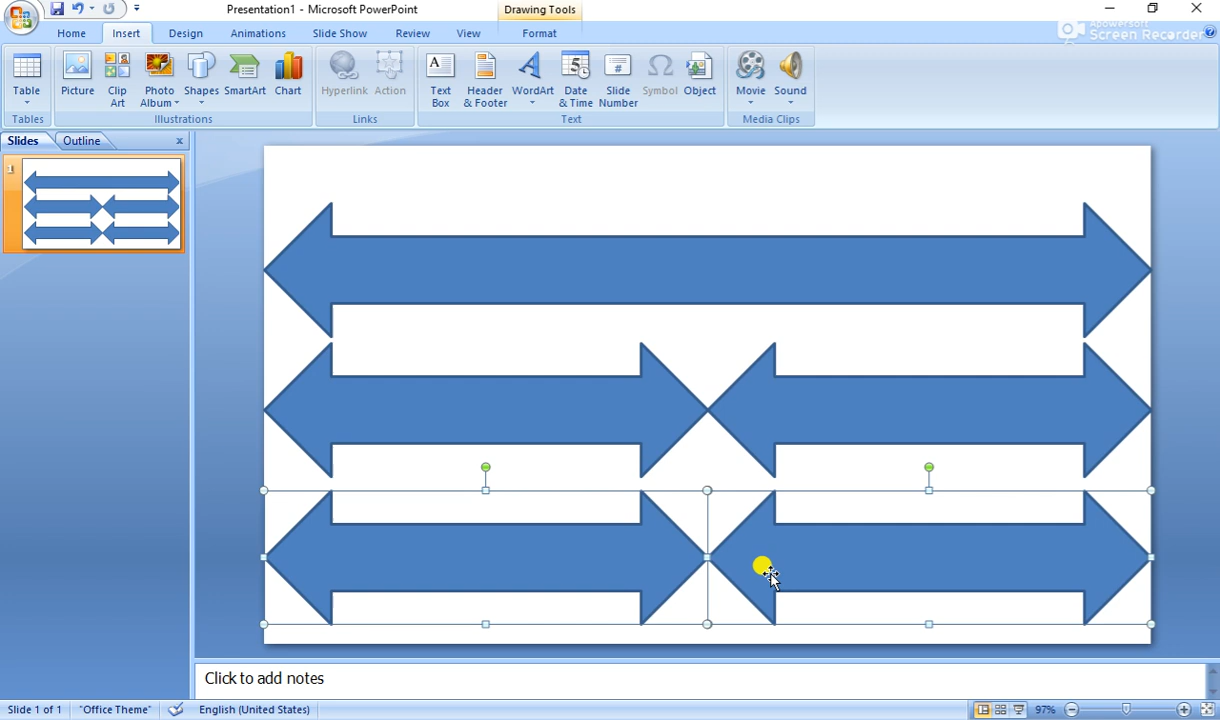 Presentation1 - Microsoft PowerPoint
Drawing Tools
Apowersoft
Screen Recorder
Home Insert Design Animations Slide Show Review View Format
Table Picture Clip Art Photo Album Shapes SmartArt Chart Hyperlink Action Text Box Header & Footer WordArt Date & Time Slide Number Symbol Object Movie Sound
Tables Illustrations Links Text Media Clips
Slides Outline x
1
Click to add notes
Slide 1 of 1 "Office Theme" English (United States) 97%